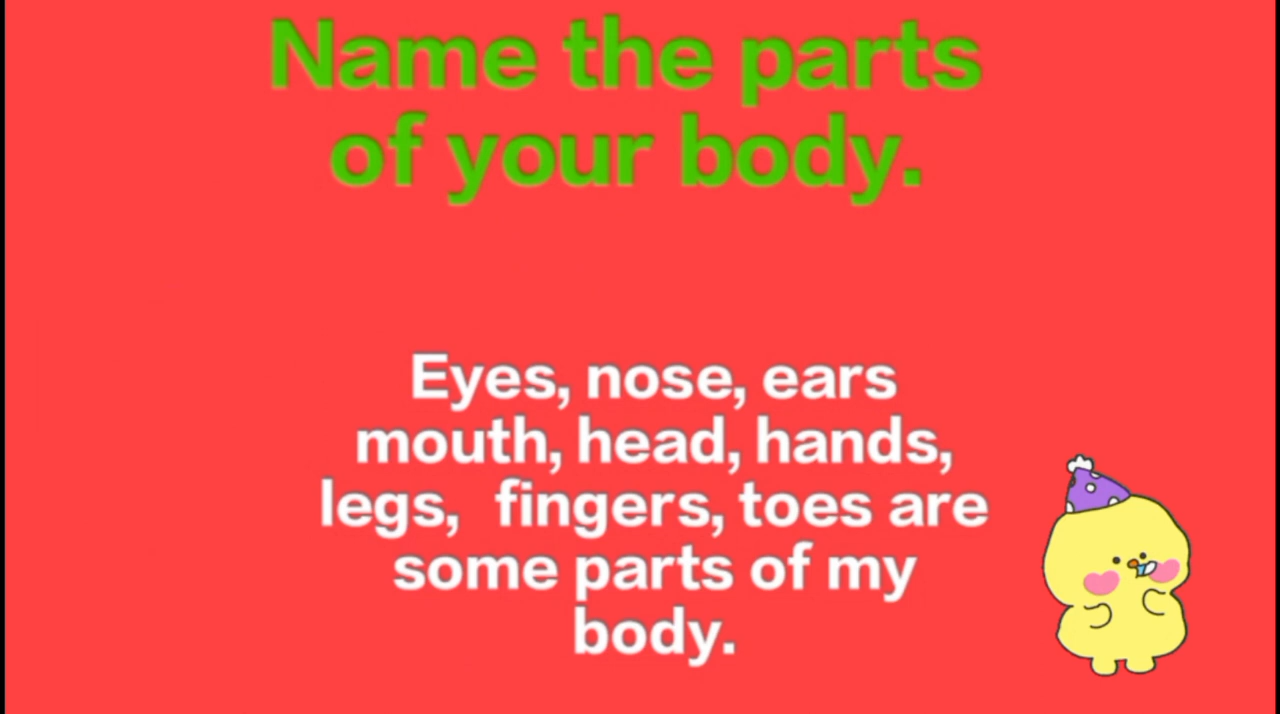 Name the parts
of your body.
Eyes, nose, ears
mouth, head, hands,
legs,  fingers, toes are
some parts of my
body.